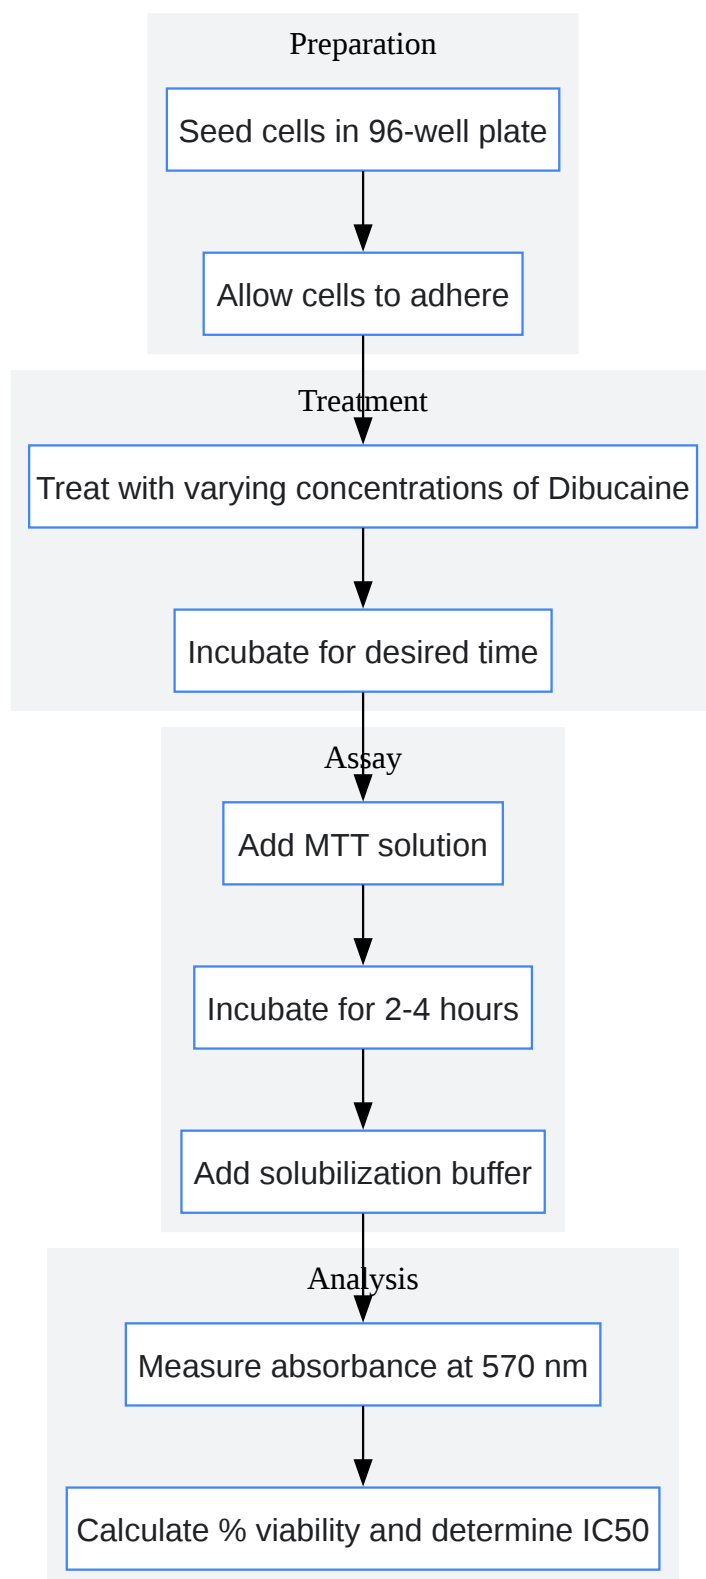 Preparation
Seed cells in 96-well plate
Allow cells to adhere
Treatment
Treat with varying concentrations of Dibucaine
Incubate for desired time
Assay
Add MTT solution
Incubate for 2-4 hours
Add solubilization buffer
Analysis
Measure absorbance at 570 nm
Calculate % viability and determine IC50